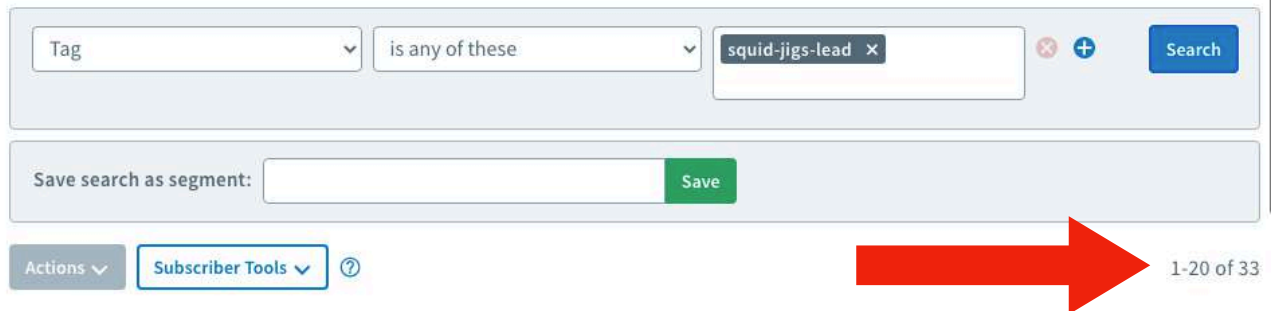 Tag is any of these squid-jigs-lead × Search
Save search as segment: Save
Actions Subscriber Tools ? 1-20 of 33